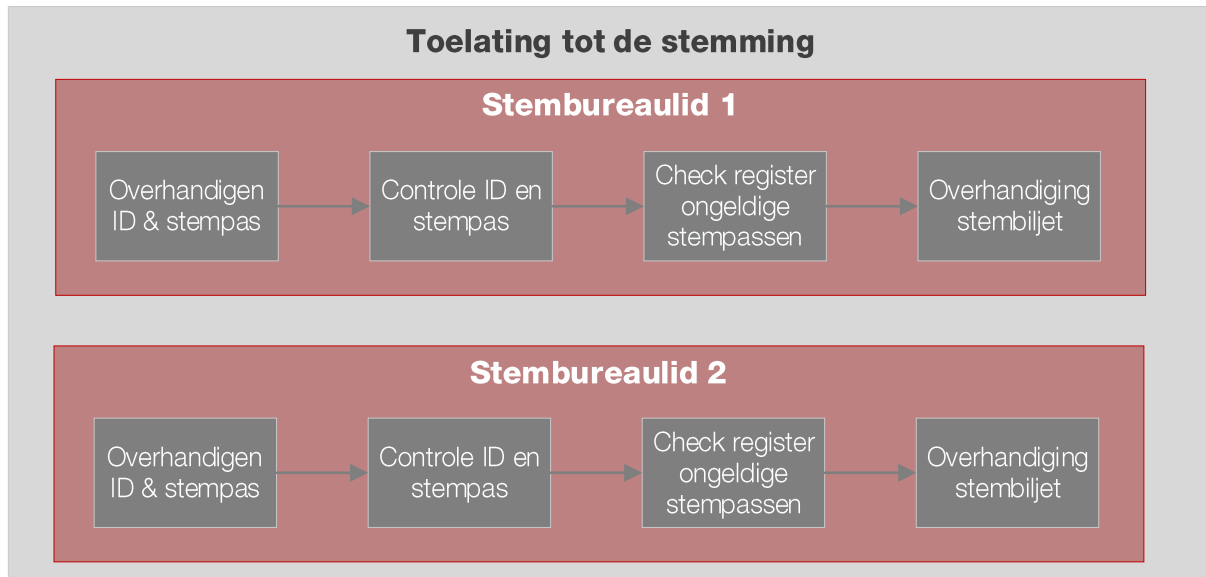 Toelating tot de stemming
Stembureaulid 1
Overhandigen
ID & stempas
Controle ID en
stempas
Check register
ongeldige
stempassen
Overhandiging
stembiljet
Stembureaulid 2
Overhandigen
ID & stempas
Controle ID en
stempas
Check register
ongeldige
stempassen
Overhandiging
stembiljet